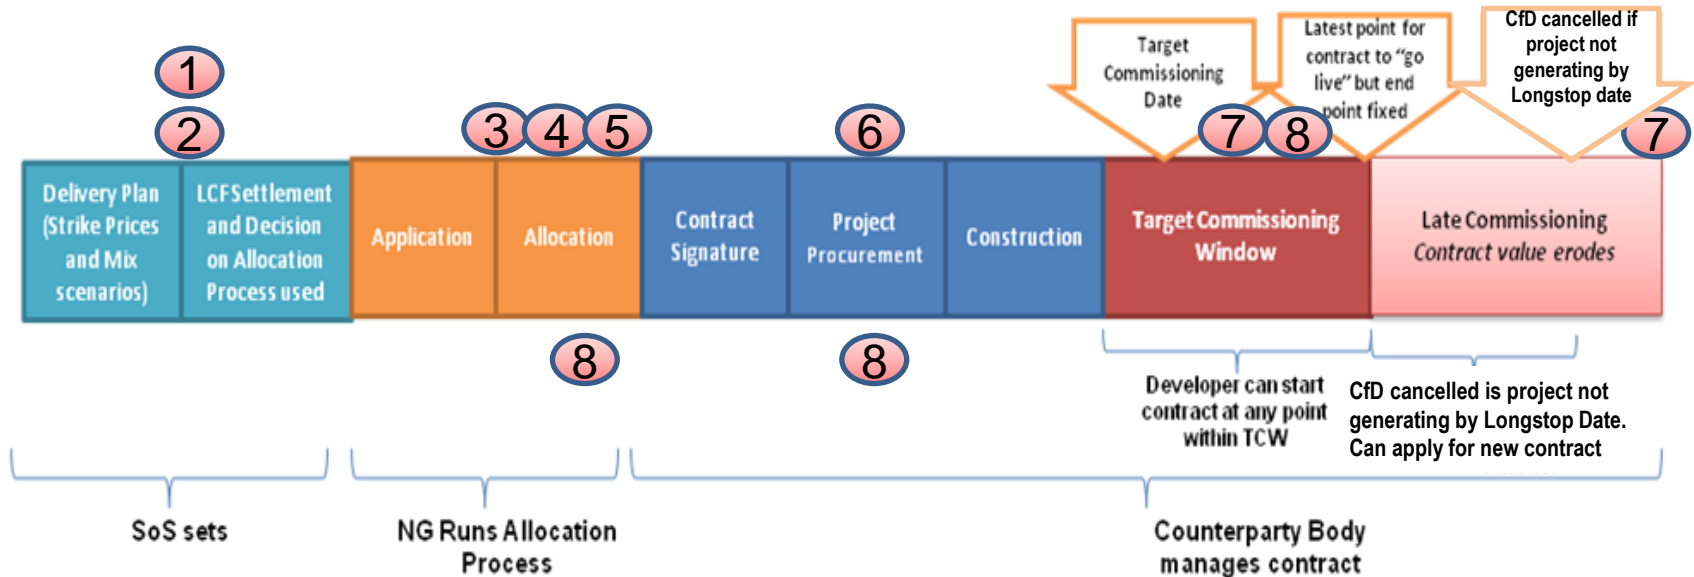 Target
Commissioning
Date
Latest point for
contract to “go
live” but end
point fixed
CfD cancelled if
project not
generating by
Longstop date
1
2
3
4
5
6
7
8
7
Delivery Plan
(Strike Prices
and Mix
scenarios)
LCFSettlement
and Decision
on Allocation
Process used
Application
Allocation
Contract
Signature
Project
Procurement
Construction
Target Commissioning
Window
Late Commissioning
Contract value erodes
8
8
Developer can start
contract at any point
within TCW
CfD cancelled is project not
generating by Longstop Date.
Can apply for new contract
SoS sets
NG Runs Allocation
Process
Counterparty Body
manages contract